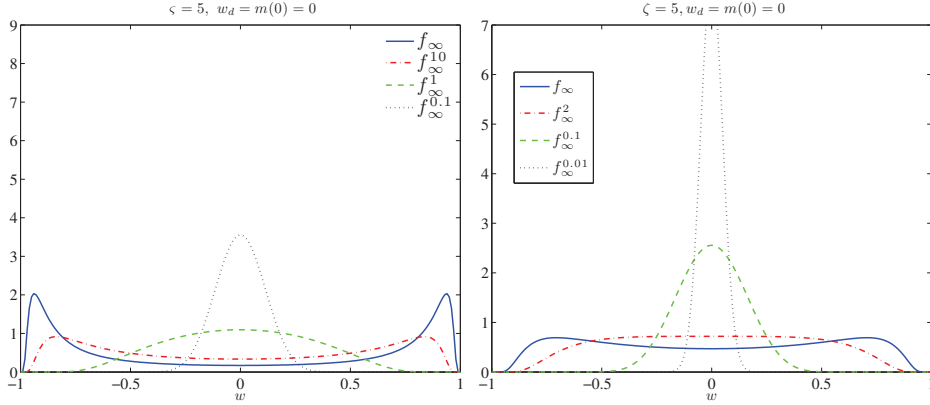 ς = 5, w_d = m(0) = 0
9
8
7
6
5
4
3
2
1
0
−1
−0.5
0
0.5
1
w
f_∞
f_∞^10
f_∞^1
f_∞^0.1
ζ = 5, w_d = m(0) = 0
7
6
5
4
3
2
1
0
−1
−0.5
0
0.5
1
w
f_∞
f_∞^2
f_∞^0.1
f_∞^0.01